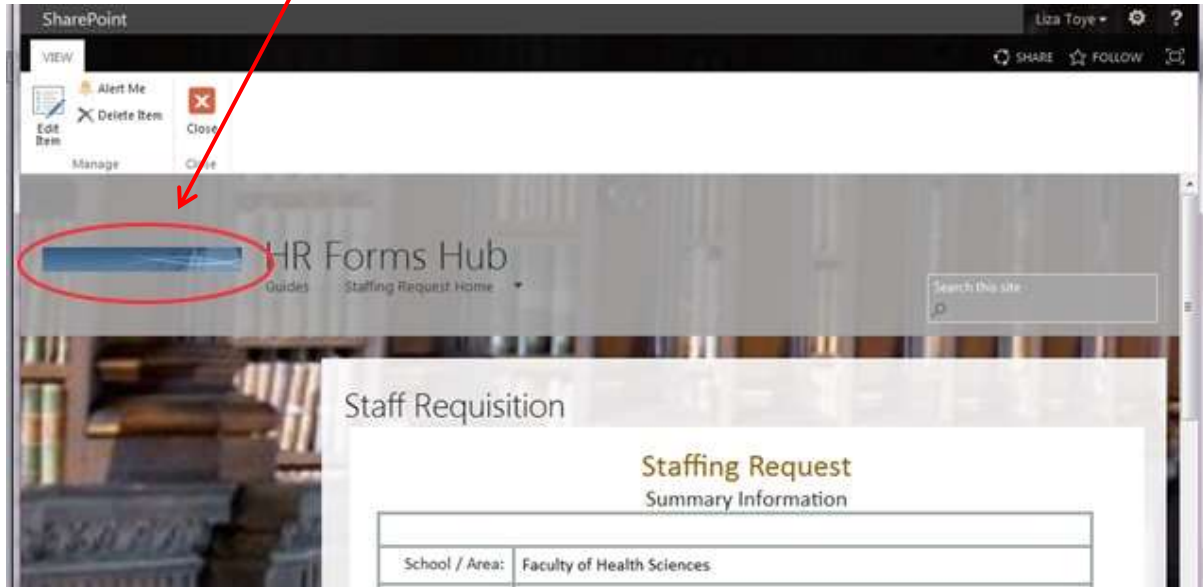 SharePoint
Liza Toye
?
VIEW
SHARE
FOLLOW
Alert Me
Delete Item
Edit
Item
Close
Manage
Close
HR Forms Hub
Guides
Staffing Request Home
Search this site
Staff Requisition
Staffing Request
Summary Information
School / Area:
Faculty of Health Sciences